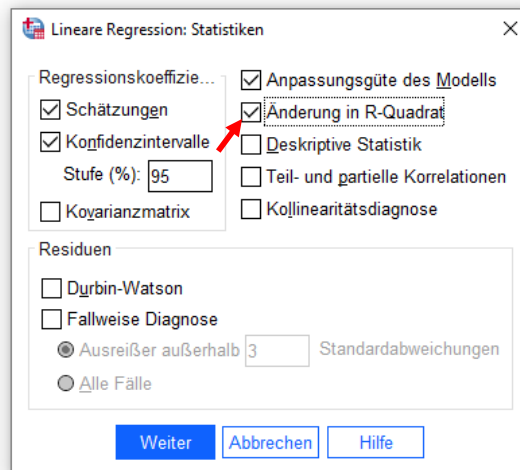 Lineare Regression: Statistiken
Regressionskoeffizie...
Schätzungen
Konfidenzintervalle
Stufe (%): 95
Kovarianzmatrix
Anpassungsgüte des Modells
Änderung in R-Quadrat
Deskriptive Statistik
Teil- und partielle Korrelationen
Kollinearitätsdiagnose
Residuen
Durbin-Watson
Fallweise Diagnose
Ausreißer außerhalb 3 Standardabweichungen
Alle Fälle
Weiter Abbrechen Hilfe